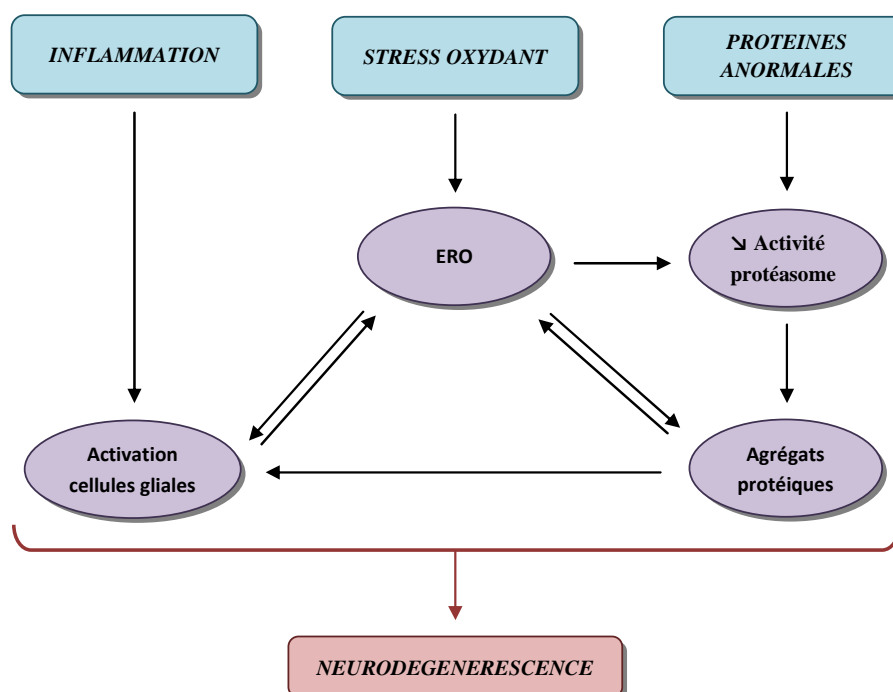 INFLAMMATION
STRESS OXYDANT
PROTEINES
ANORMALES
ERO
↘ Activité
protéasome
Activation
cellules gliales
Agrégats
protéiques
NEURODEGENERESCENCE